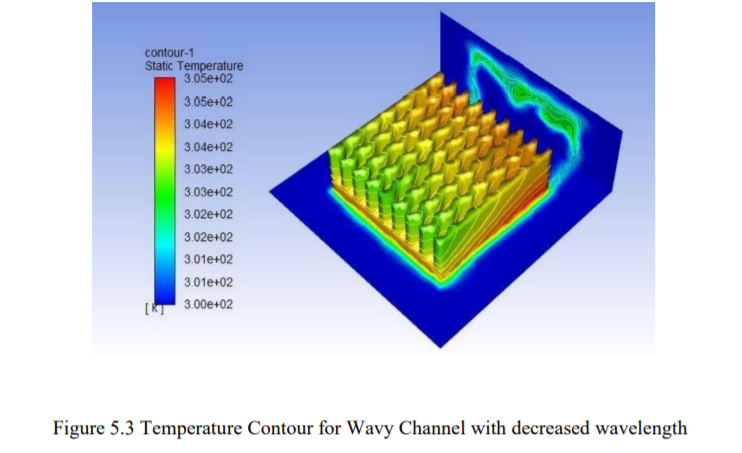 contour-1
Static Temperature
3.05e+02
3.05e+02
3.04e+02
3.04e+02
3.03e+02
3.03e+02
3.02e+02
3.02e+02
3.01e+02
3.01e+02
3.00e+02
[K]
Figure 5.3 Temperature Contour for Wavy Channel with decreased wavelength